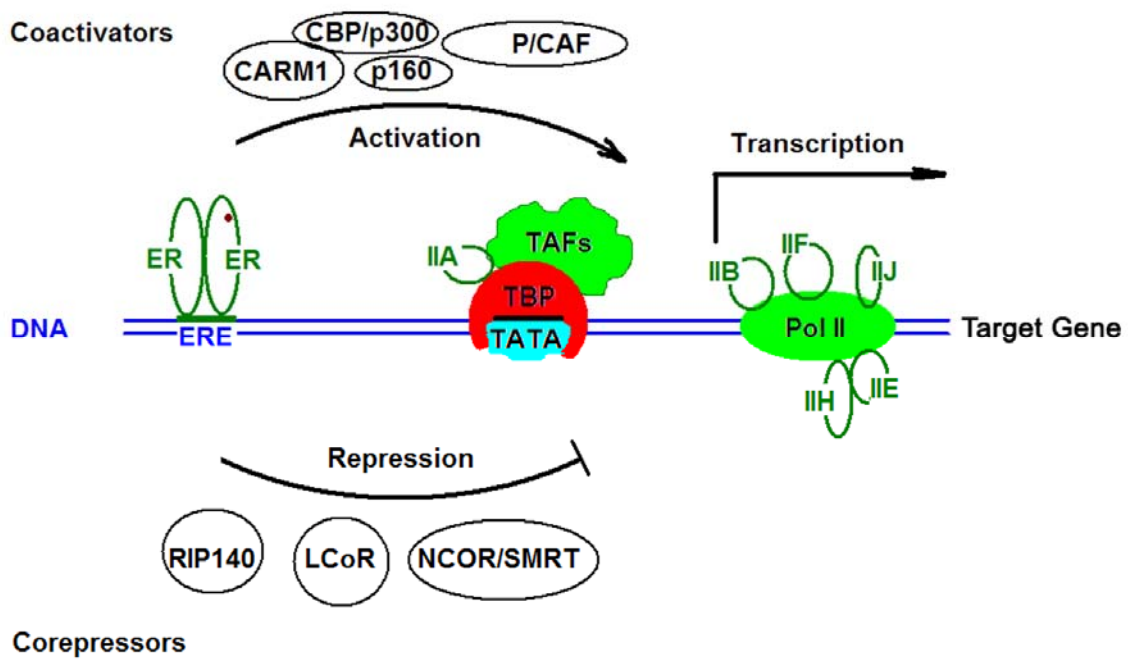 Coactivators
CBP/p300
P/CAF
CARM1
p160
Activation
Transcription
ER
ER
IIA
TAFs
IIB
IIF
IIJ
TBP
DNA
ERE
TATA
Pol II
Target Gene
IIH
IIE
Repression
RIP140
LCoR
NCOR/SMRT
Corepressors